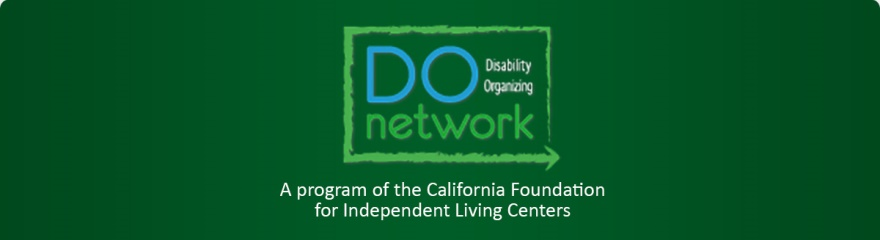 DO Disability
Organizing
network
A program of the California Foundation
for Independent Living Centers